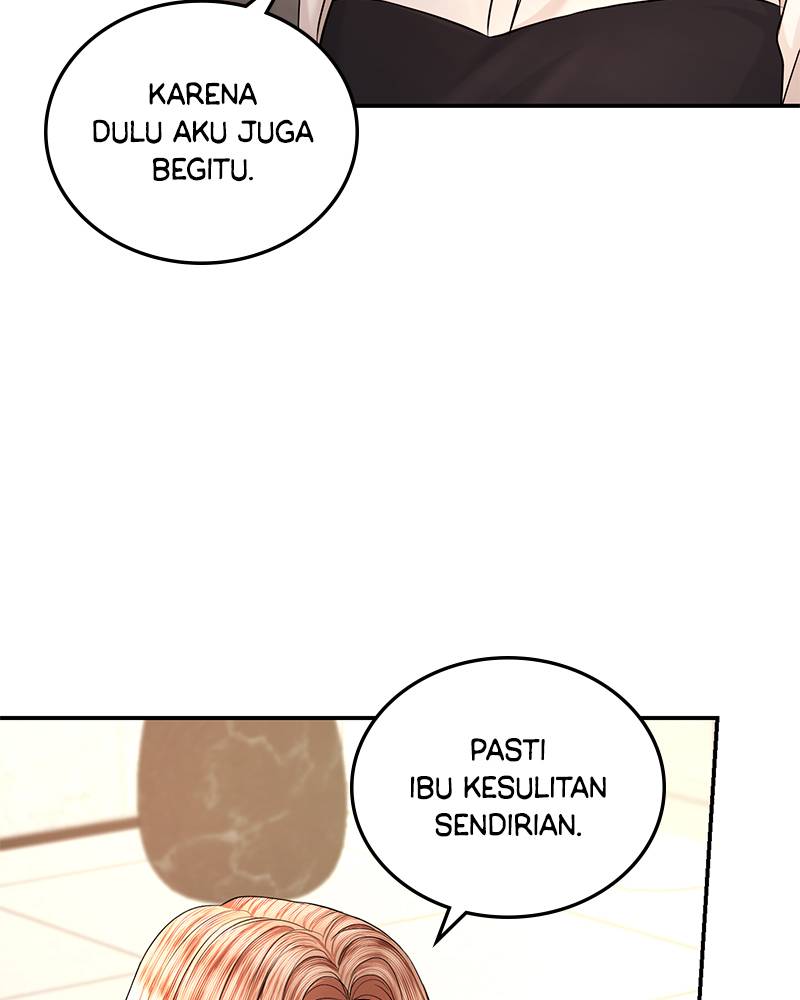 KARENA
DULU AKU JUGA
BEGITU.
PASTI
IBU KESULITAN
SENDIRIAN.